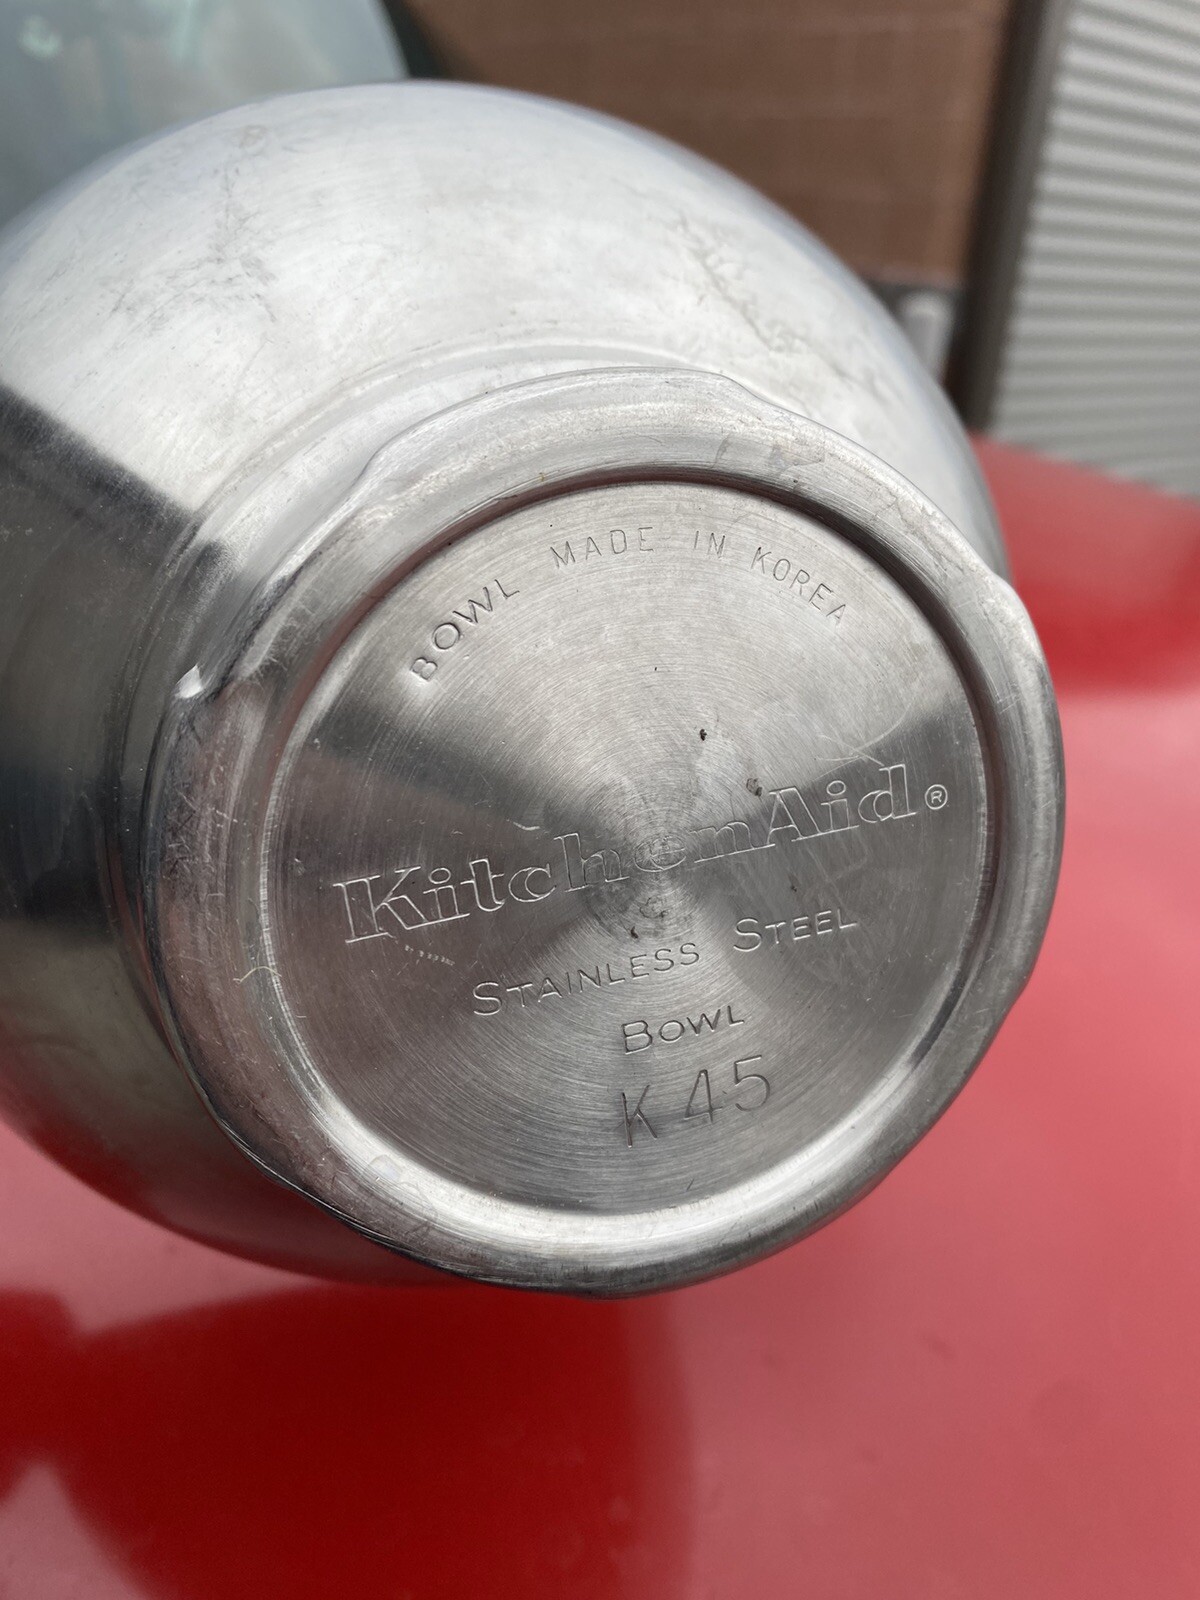 BOWL MADE IN KOREA
KitchenAid®
STAINLESS STEEL
BOWL
K45